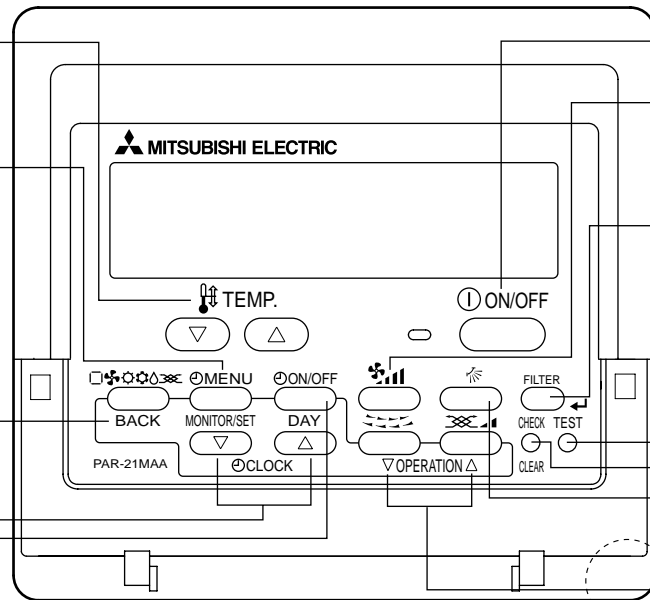 MITSUBISHI ELECTRIC
TEMP.
ON/OFF
MENU
ON/OFF
FILTER
BACK
MONITOR/SET
DAY
CHECK
TEST
PAR-21MAA
CLOCK
OPERATION
CLEAR